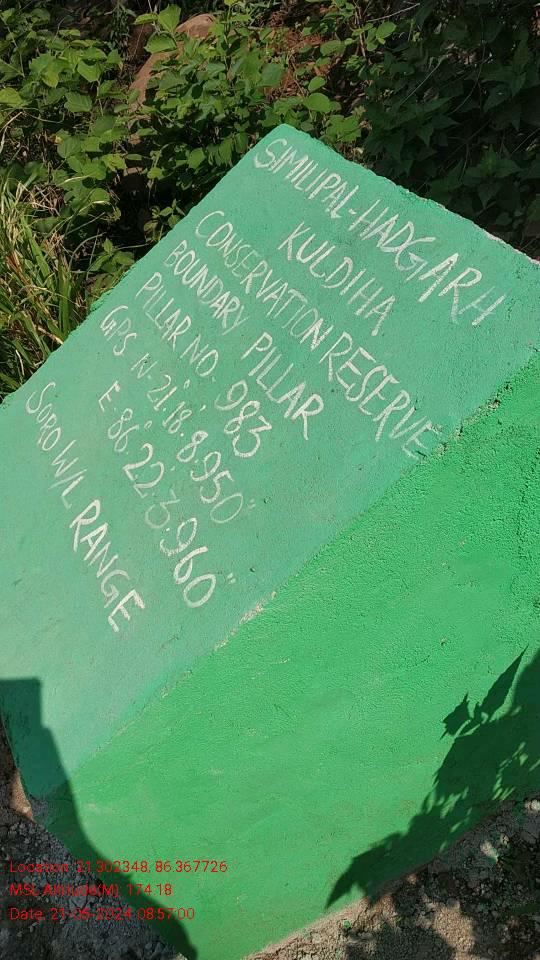 SIMILIPAL-HADGARH
KULDIHA
CONSERVATION RESERVE
BOUNDARY PILLAR
PILLAR NO. 983
GPS N-21.°18.'8.950"
E-86.°22.'3.960"
SORO W/L RANGE
Location: 21.302348, 86.367726
MSL Altitude(M): 174.18
Date: 21-05-2024 08:57:00